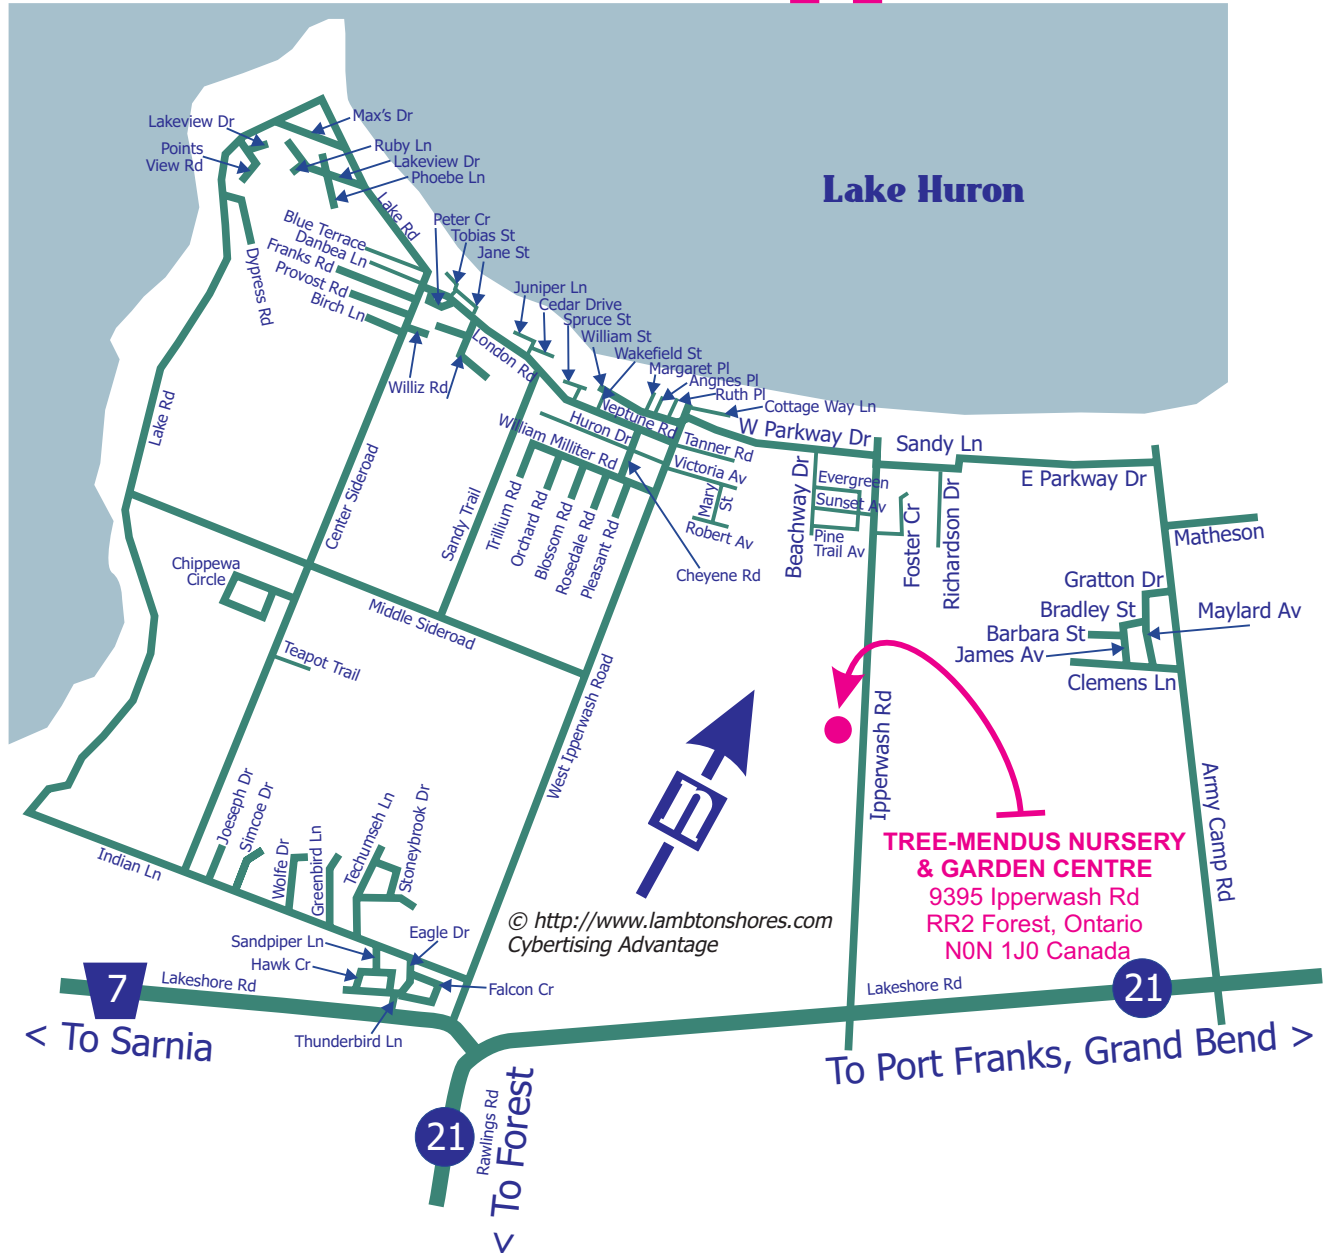 Lake Huron
Lakeview Dr
Max's Dr
Points
View Rd
Ruby Ln
Lakeview Dr
Phoebe Ln
Lake Rd
Peter Cr
Tobias St
Jane St
Blue Terrace
Danbea Ln
Franks Rd
Provost Rd
Birch Ln
Dypress Rd
Juniper Ln
Cedar Drive
Spruce St
William St
Wakefield St
Margaret Pl
Angnes Pl
Ruth Pl
Cottage Way Ln
London Rd
Williz Rd
Neptune Rd
Huron Dr
William Milliter Rd
W Parkway Dr
Sandy Ln
E Parkway Dr
Tanner Rd
Victoria Av
Mary
St
Robert Av
Cheyene Rd
Lake Rd
Center Sideroad
Sandy Trail
Trillium Rd
Orchard Rd
Blossom Rd
Rosedale Rd
Pleasant Rd
Beachway Dr
Evergreen
Sunset Av
Pine
Trail Av
Foster Cr
Richardson Dr
Matheson
Gratton Dr
Bradley St
Maylard Av
Barbara St
James Av
Clemens Ln
Chippewa
Circle
Middle Sideroad
Teapot Trail
West Ipperwash Road
Ipperwash Rd
Army Camp Rd
n
Joeseph Dr
Simcoe Dr
Wolfe Dr
Greenbird Ln
Techumseh Ln
Stoneybrook Dr
Indian Ln
TREE-MENDUS NURSERY
& GARDEN CENTRE
9395 Ipperwash Rd
RR2 Forest, Ontario
N0N 1J0 Canada
© http://www.lambtonshores.com
Cybertising Advantage
Sandpiper Ln
Eagle Dr
Hawk Cr
Falcon Cr
Thunderbird Ln
7
Lakeshore Rd
< To Sarnia
Lakeshore Rd
21
To Port Franks, Grand Bend >
21
Rawlings Rd
< To Forest